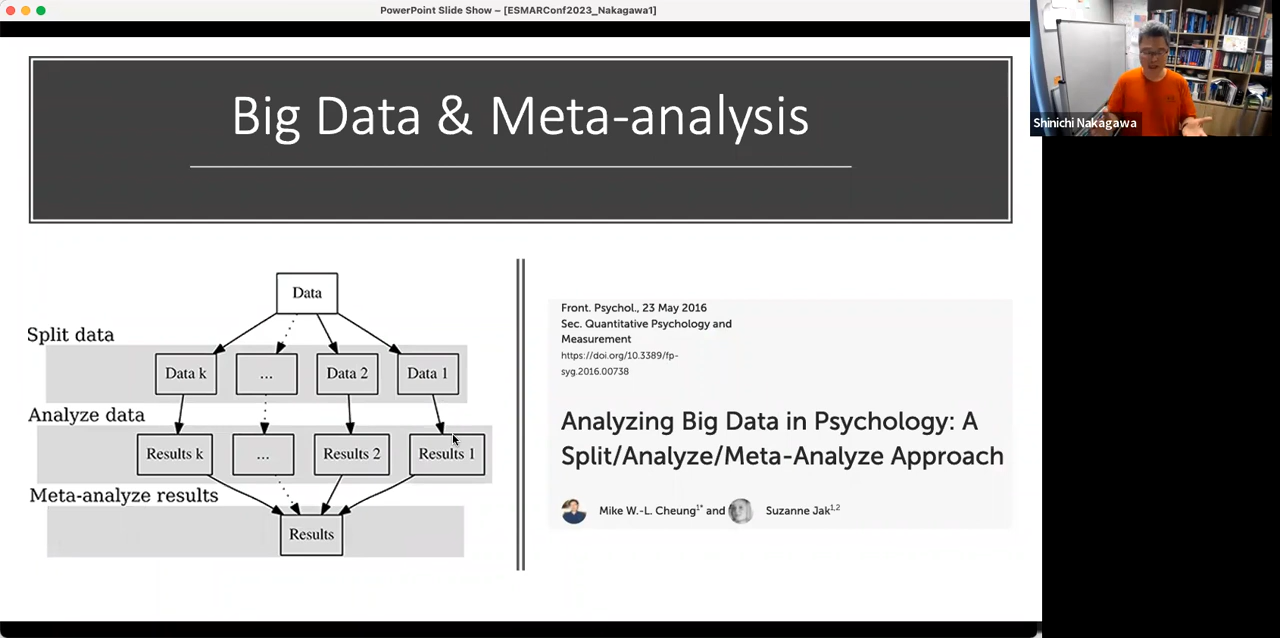 PowerPoint Slide Show – [ESMARConf2023_Nakagawa1]
Big Data & Meta-analysis
Data
Split data
Data k
...
Data 2
Data 1
Analyze data
Results k
...
Results 2
Results 1
Meta-analyze results
Results
Front. Psychol., 23 May 2016
Sec. Quantitative Psychology and
Measurement
https://doi.org/10.3389/fp-
syg.2016.00738
Analyzing Big Data in Psychology: A
Split/Analyze/Meta-Analyze Approach
Mike W.-L. Cheung1* and Suzanne Jak1,2
Shinichi Nakagawa